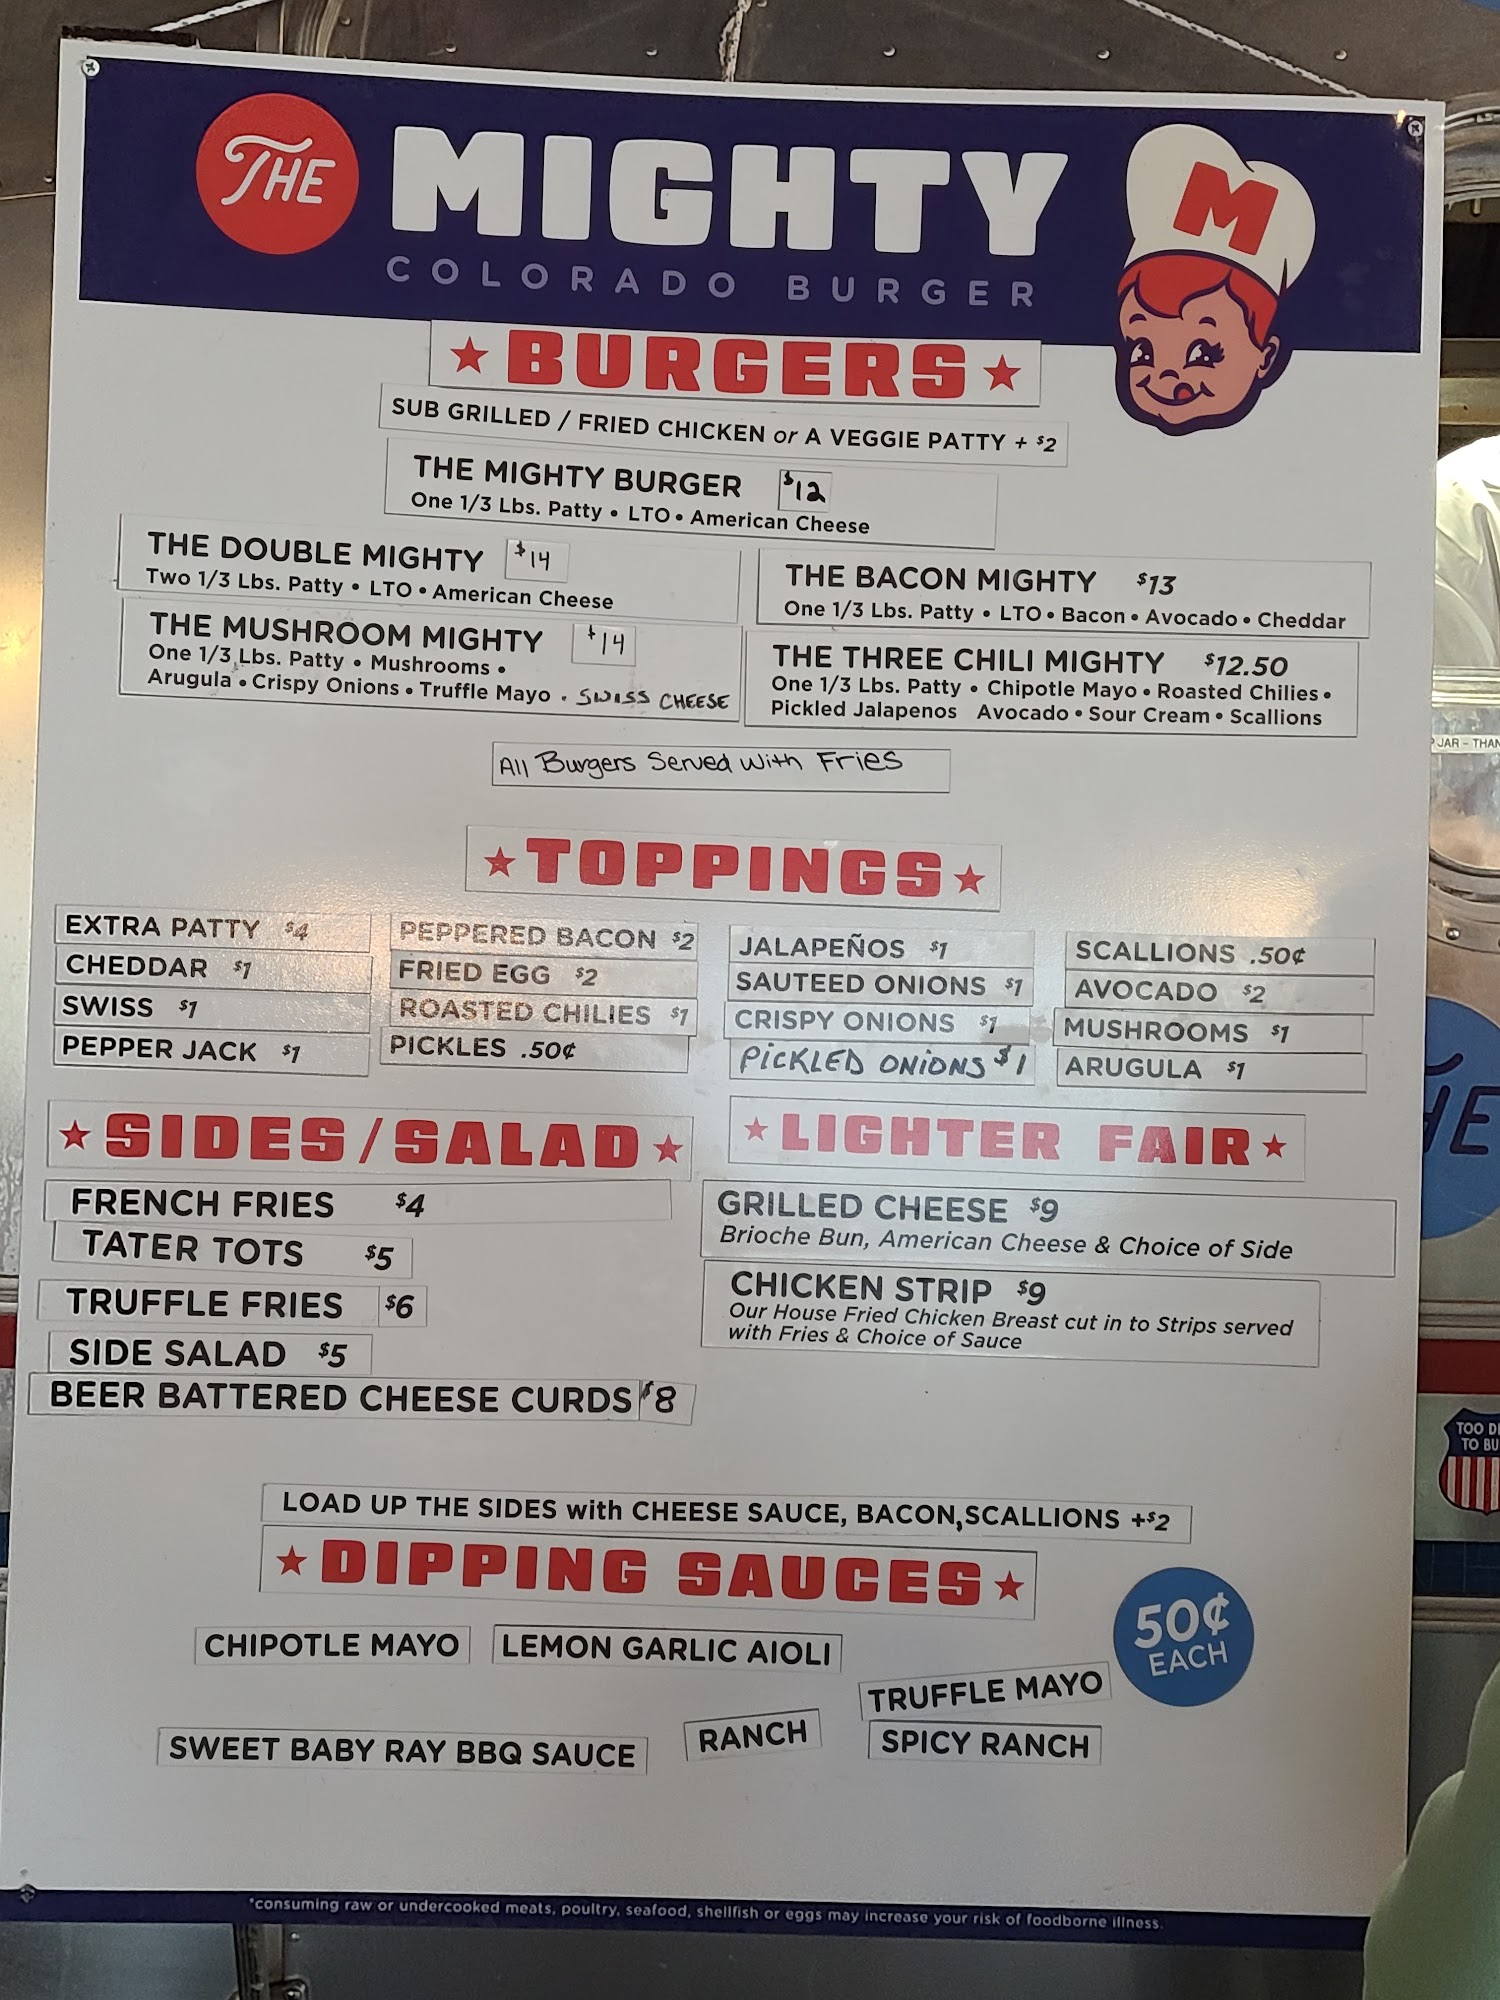 THE MIGHTY
COLORADO BURGER
M
★ BURGERS ★
SUB GRILLED / FRIED CHICKEN or A VEGGIE PATTY + $2
THE MIGHTY BURGER $12
One 1/3 Lbs. Patty • LTO • American Cheese
THE DOUBLE MIGHTY $14
Two 1/3 Lbs. Patty • LTO • American Cheese
THE BACON MIGHTY $13
One 1/3 Lbs. Patty • LTO • Bacon • Avocado • Cheddar
THE MUSHROOM MIGHTY $14
One 1/3 Lbs. Patty • Mushrooms •
Arugula • Crispy Onions • Truffle Mayo • SWISS CHEESE
THE THREE CHILI MIGHTY $12.50
One 1/3 Lbs. Patty • Chipotle Mayo • Roasted Chilies •
Pickled Jalapenos Avocado • Sour Cream • Scallions
All Burgers Served With Fries
★ TOPPINGS ★
EXTRA PATTY $4
CHEDDAR $1
SWISS $1
PEPPER JACK $1
PEPPERED BACON $2
FRIED EGG $2
ROASTED CHILIES $1
PICKLES .50¢
JALAPEÑOS $1
SAUTEED ONIONS $1
CRISPY ONIONS $1
PICKLED ONIONS $1
SCALLIONS .50¢
AVOCADO $2
MUSHROOMS $1
ARUGULA $1
★ SIDES/SALAD ★
FRENCH FRIES $4
TATER TOTS $5
TRUFFLE FRIES $6
SIDE SALAD $5
BEER BATTERED CHEESE CURDS $8
★ LIGHTER FAIR ★
GRILLED CHEESE $9
Brioche Bun, American Cheese & Choice of Side
CHICKEN STRIP $9
Our House Fried Chicken Breast cut in to Strips served
with Fries & Choice of Sauce
LOAD UP THE SIDES with CHEESE SAUCE, BACON, SCALLIONS +$2
★ DIPPING SAUCES ★
50¢
EACH
CHIPOTLE MAYO
LEMON GARLIC AIOLI
TRUFFLE MAYO
SWEET BABY RAY BBQ SAUCE
RANCH
SPICY RANCH
*consuming raw or undercooked meats, poultry, seafood, shellfish or eggs may increase your risk of foodborne illness.
JAR - THAN
HE
TOO
TO BU